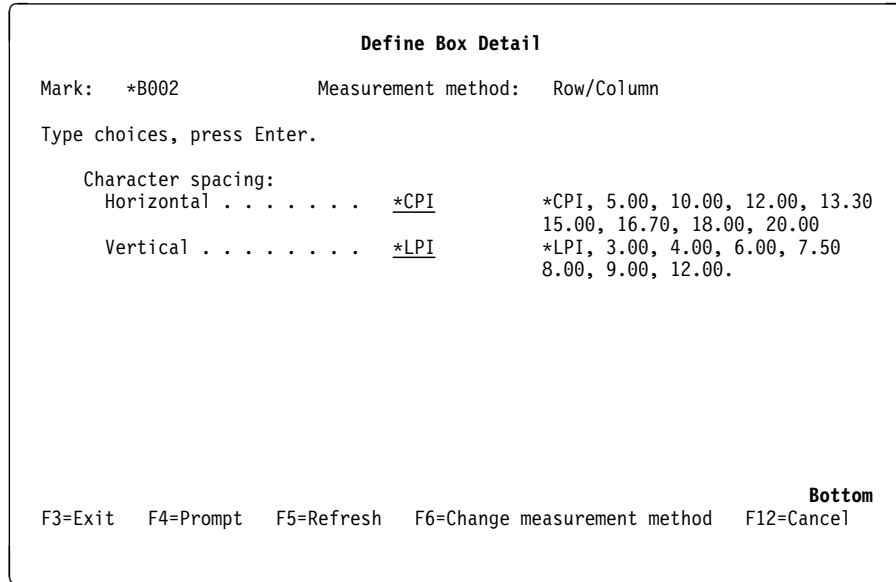 Define Box Detail
Mark: *B002 Measurement method: Row/Column
Type choices, press Enter.
Character spacing:
Horizontal . . . . . . . *CPI *CPI, 5.00, 10.00, 12.00, 13.30
15.00, 16.70, 18.00, 20.00
Vertical . . . . . . . . *LPI *LPI, 3.00, 4.00, 6.00, 7.50
8.00, 9.00, 12.00.
Bottom
F3=Exit F4=Prompt F5=Refresh F6=Change measurement method F12=Cancel